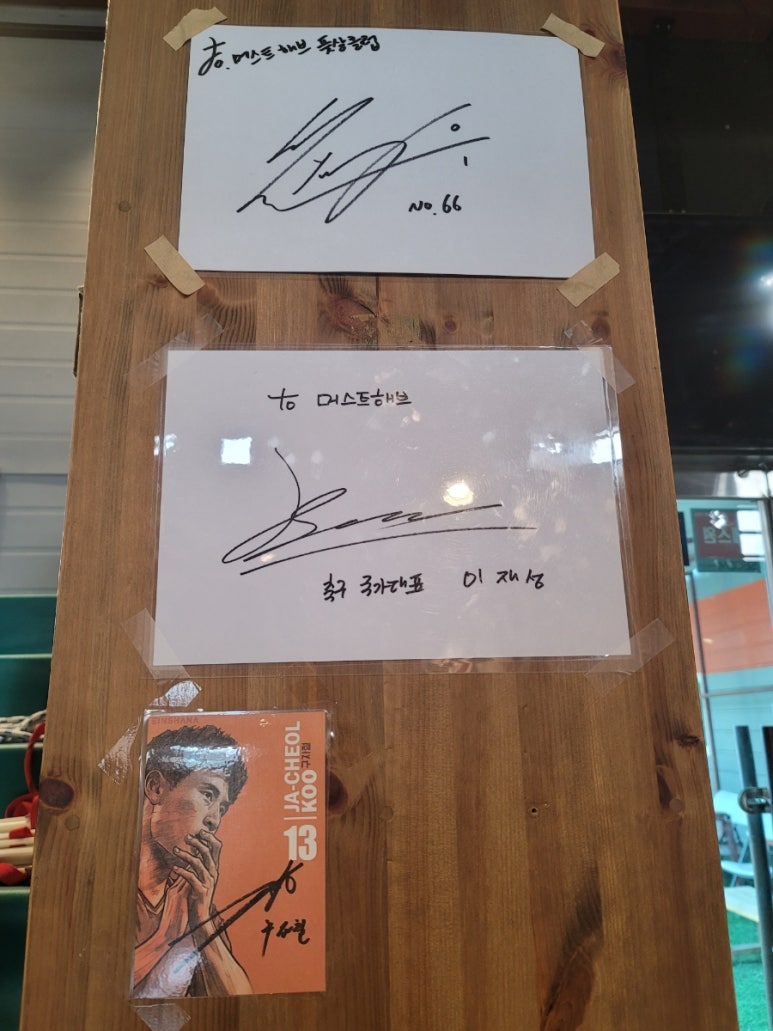 to. 머스트해브 풋살클럽
No. 66
to 머스트해브
축구 국가대표 이재성
EINSHANA
JA-CHEOL
KOO 구자철
13
구자철